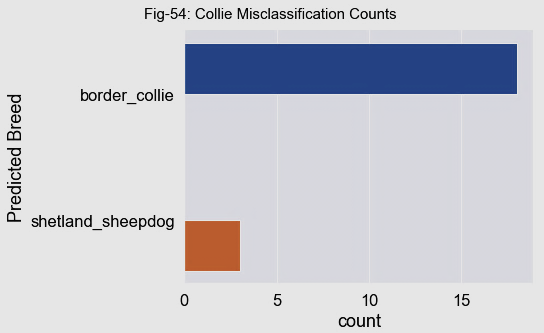 Fig-54: Collie Misclassification Counts
Predicted Breed
border_collie
shetland_sheepdog
0 5 10 15
count